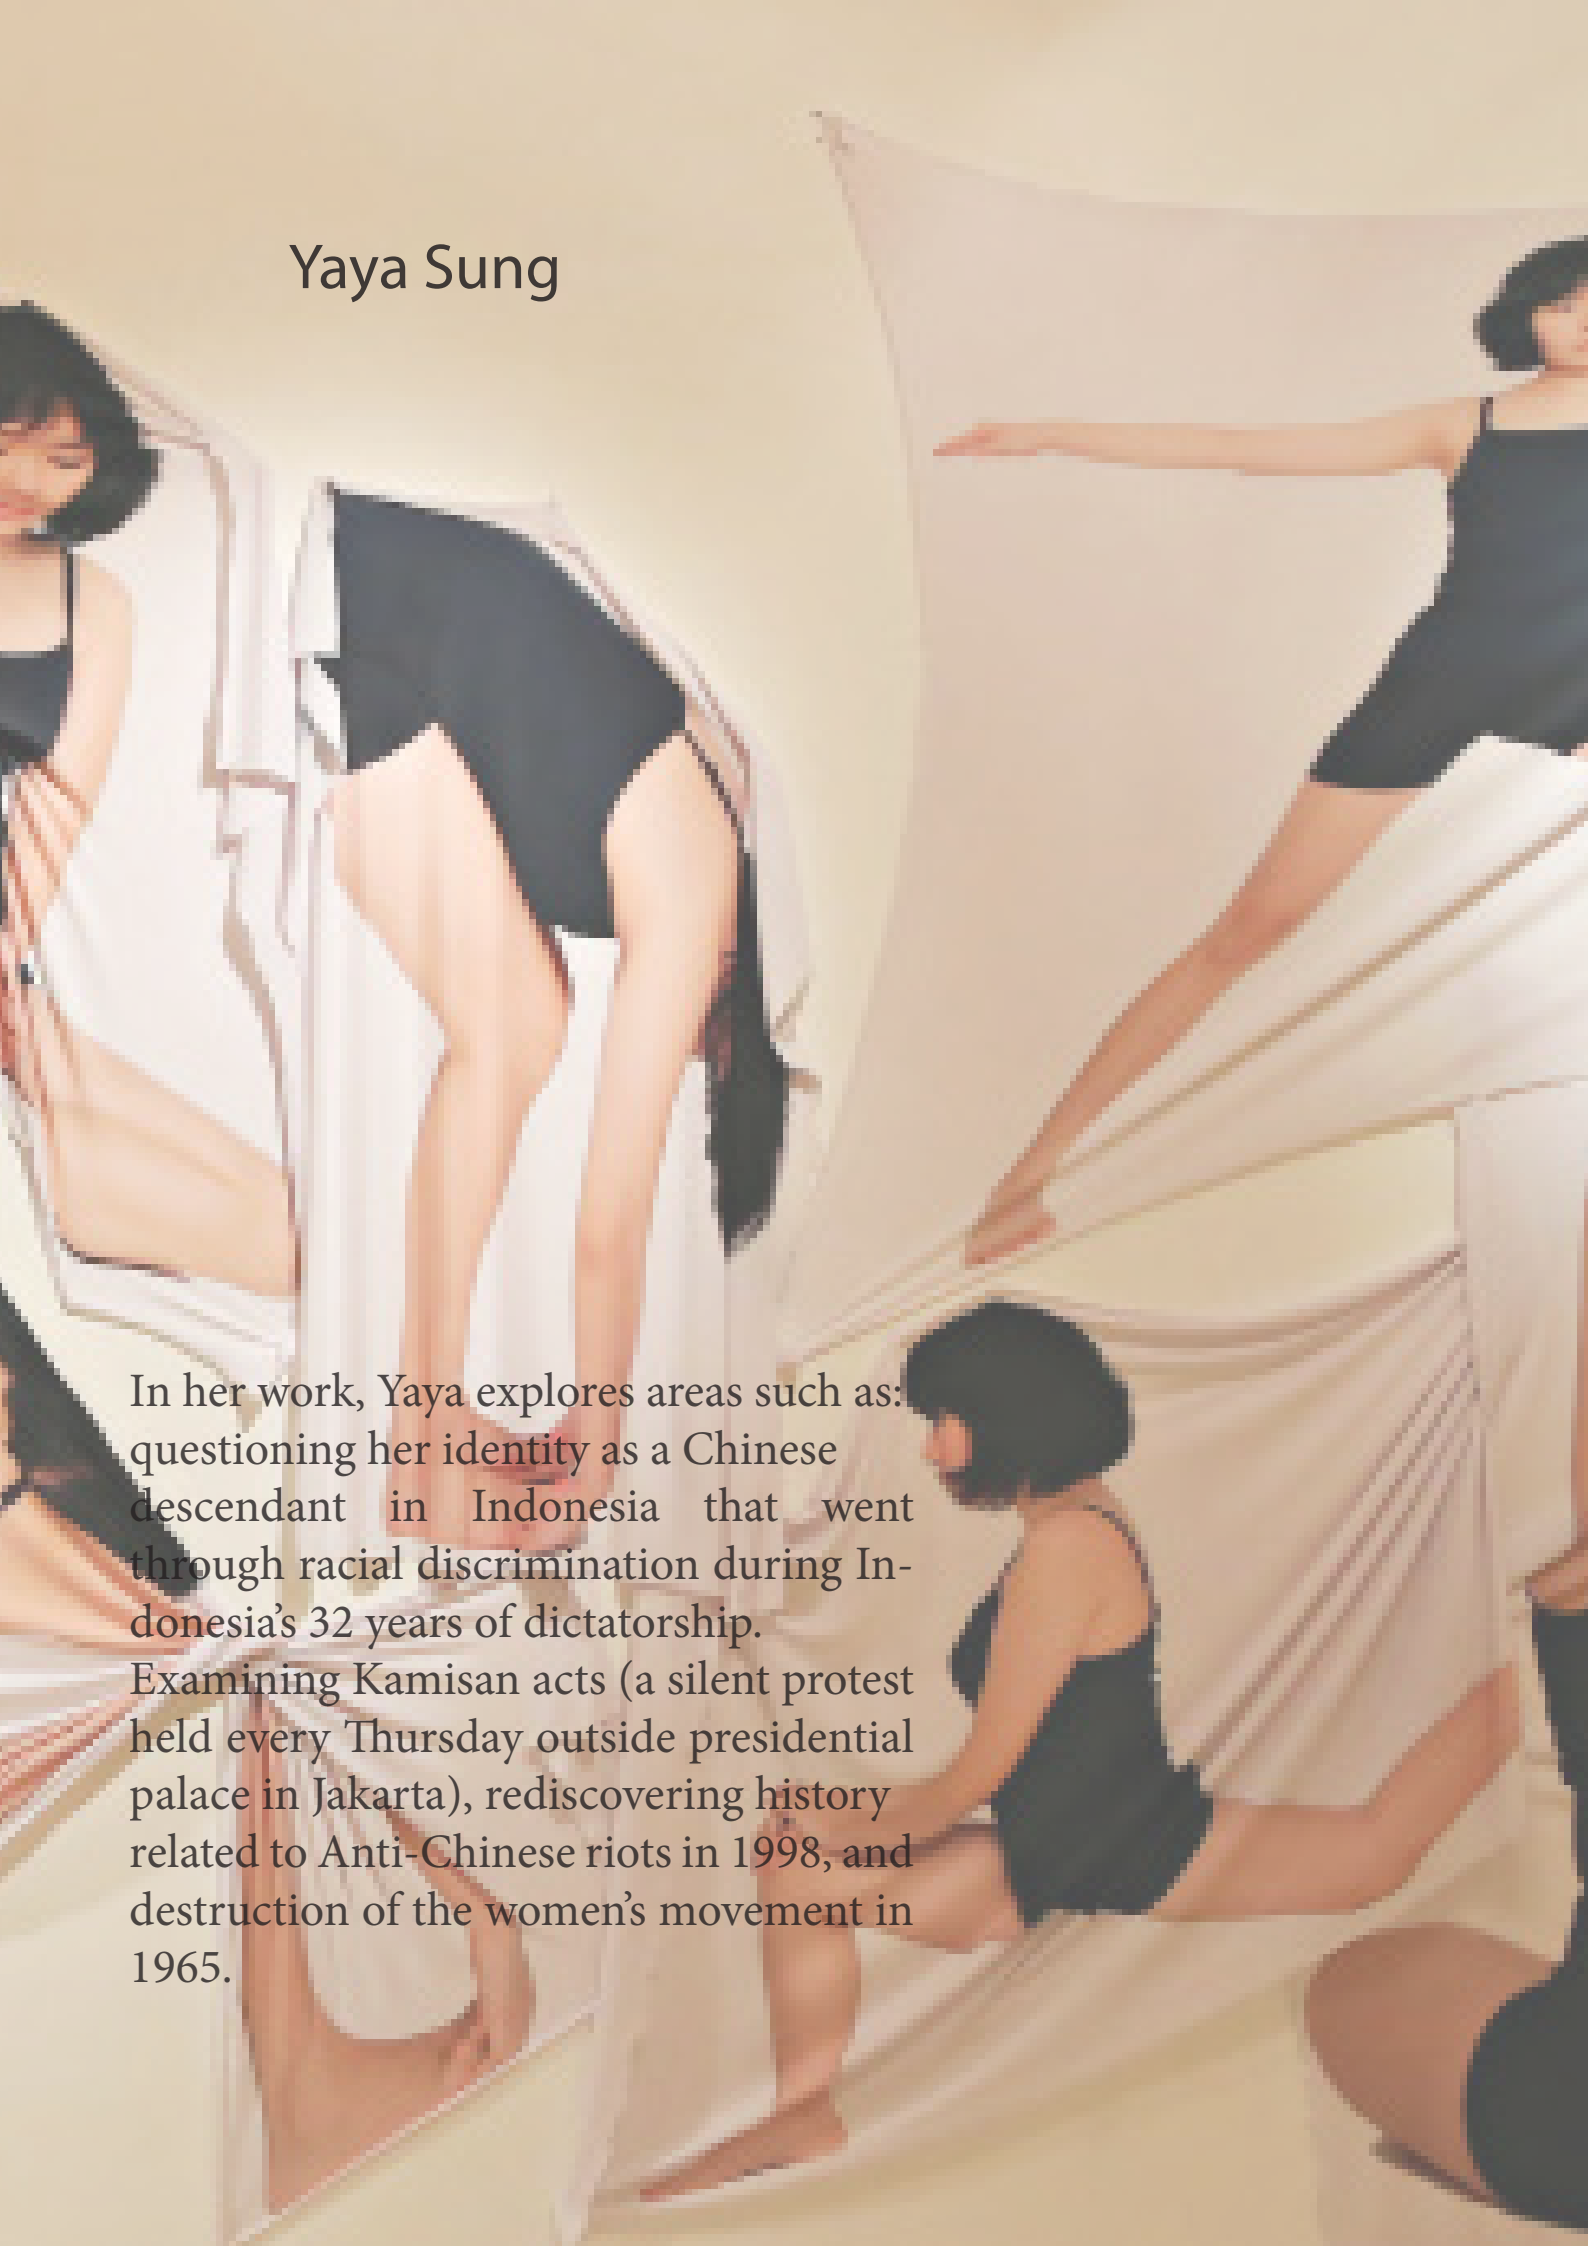 Yaya Sung
In her work, Yaya explores areas such as:
questioning her identity as a Chinese
descendant in Indonesia that went
through racial discrimination during In-
donesia’s 32 years of dictatorship.
Examining Kamisan acts (a silent protest
held every Thursday outside presidential
palace in Jakarta), rediscovering history
related to Anti-Chinese riots in 1998, and
destruction of the women’s movement in
1965.